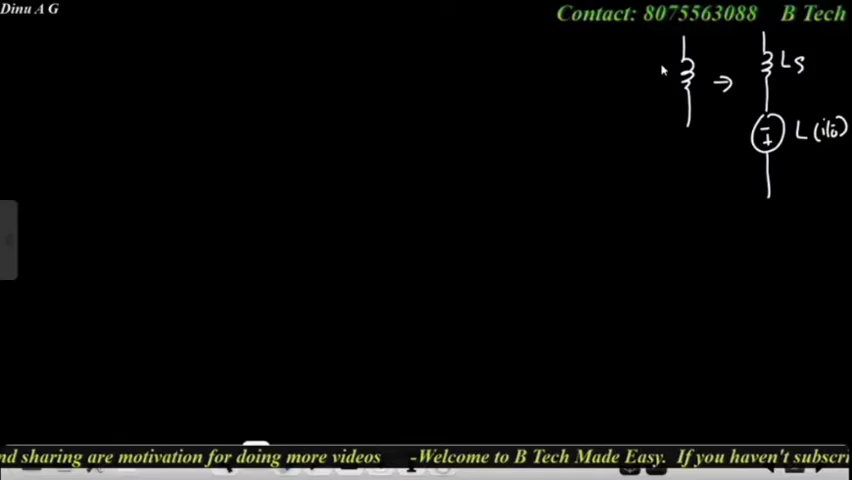 Dinu A G
Contact: 8075563088 B Tech
⇒ LS
- + L(i(0))
nd sharing are motivation for doing more videos -Welcome to B Tech Made Easy. If you haven't subscri